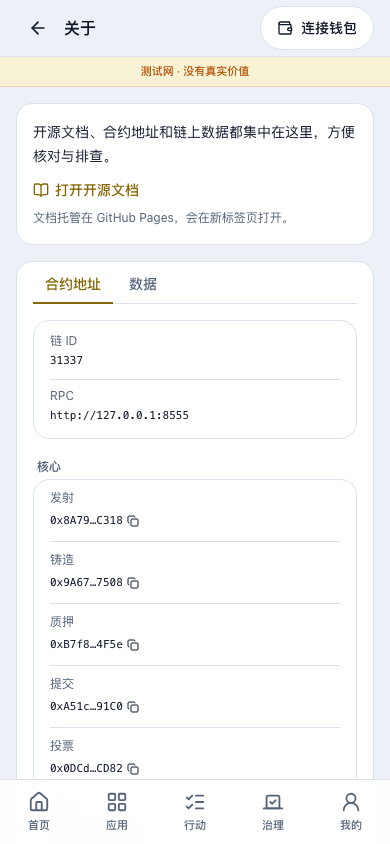 关于
连接钱包
测试网 · 没有真实价值
开源文档、合约地址和链上数据都集中在这里，方便
核对与排查。
打开开源文档
文档托管在 GitHub Pages，会在新标签页打开。
合约地址
数据
链 ID
31337
RPC
http://127.0.0.1:8555
核心
发射
0x8A79…C318
铸造
0x9A67…7508
质押
0xB7f8…4F5e
提交
0xA51c…91C0
投票
0x0DCd…CD82
首页
应用
行动
治理
我的